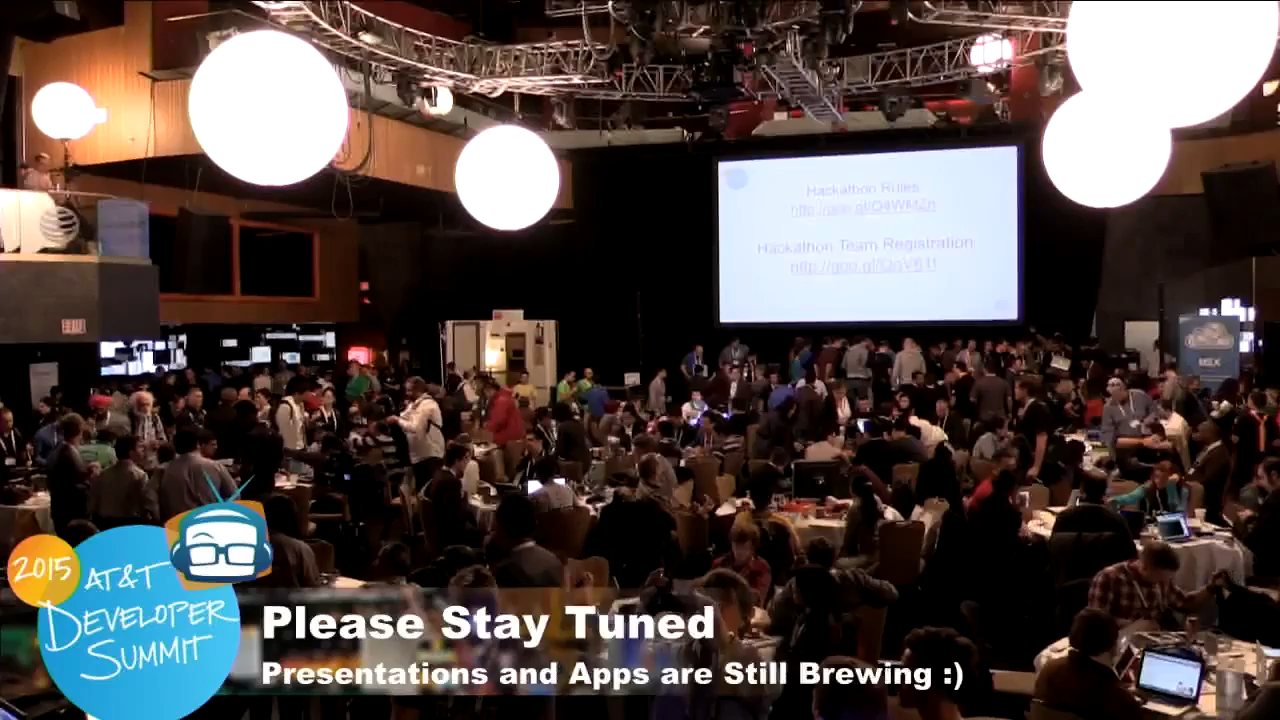 Hackathon Rules
Hackathon Team Registration
2015
AT&T
DEVELOPER
SUMMIT
Please Stay Tuned
Presentations and Apps are Still Brewing :)